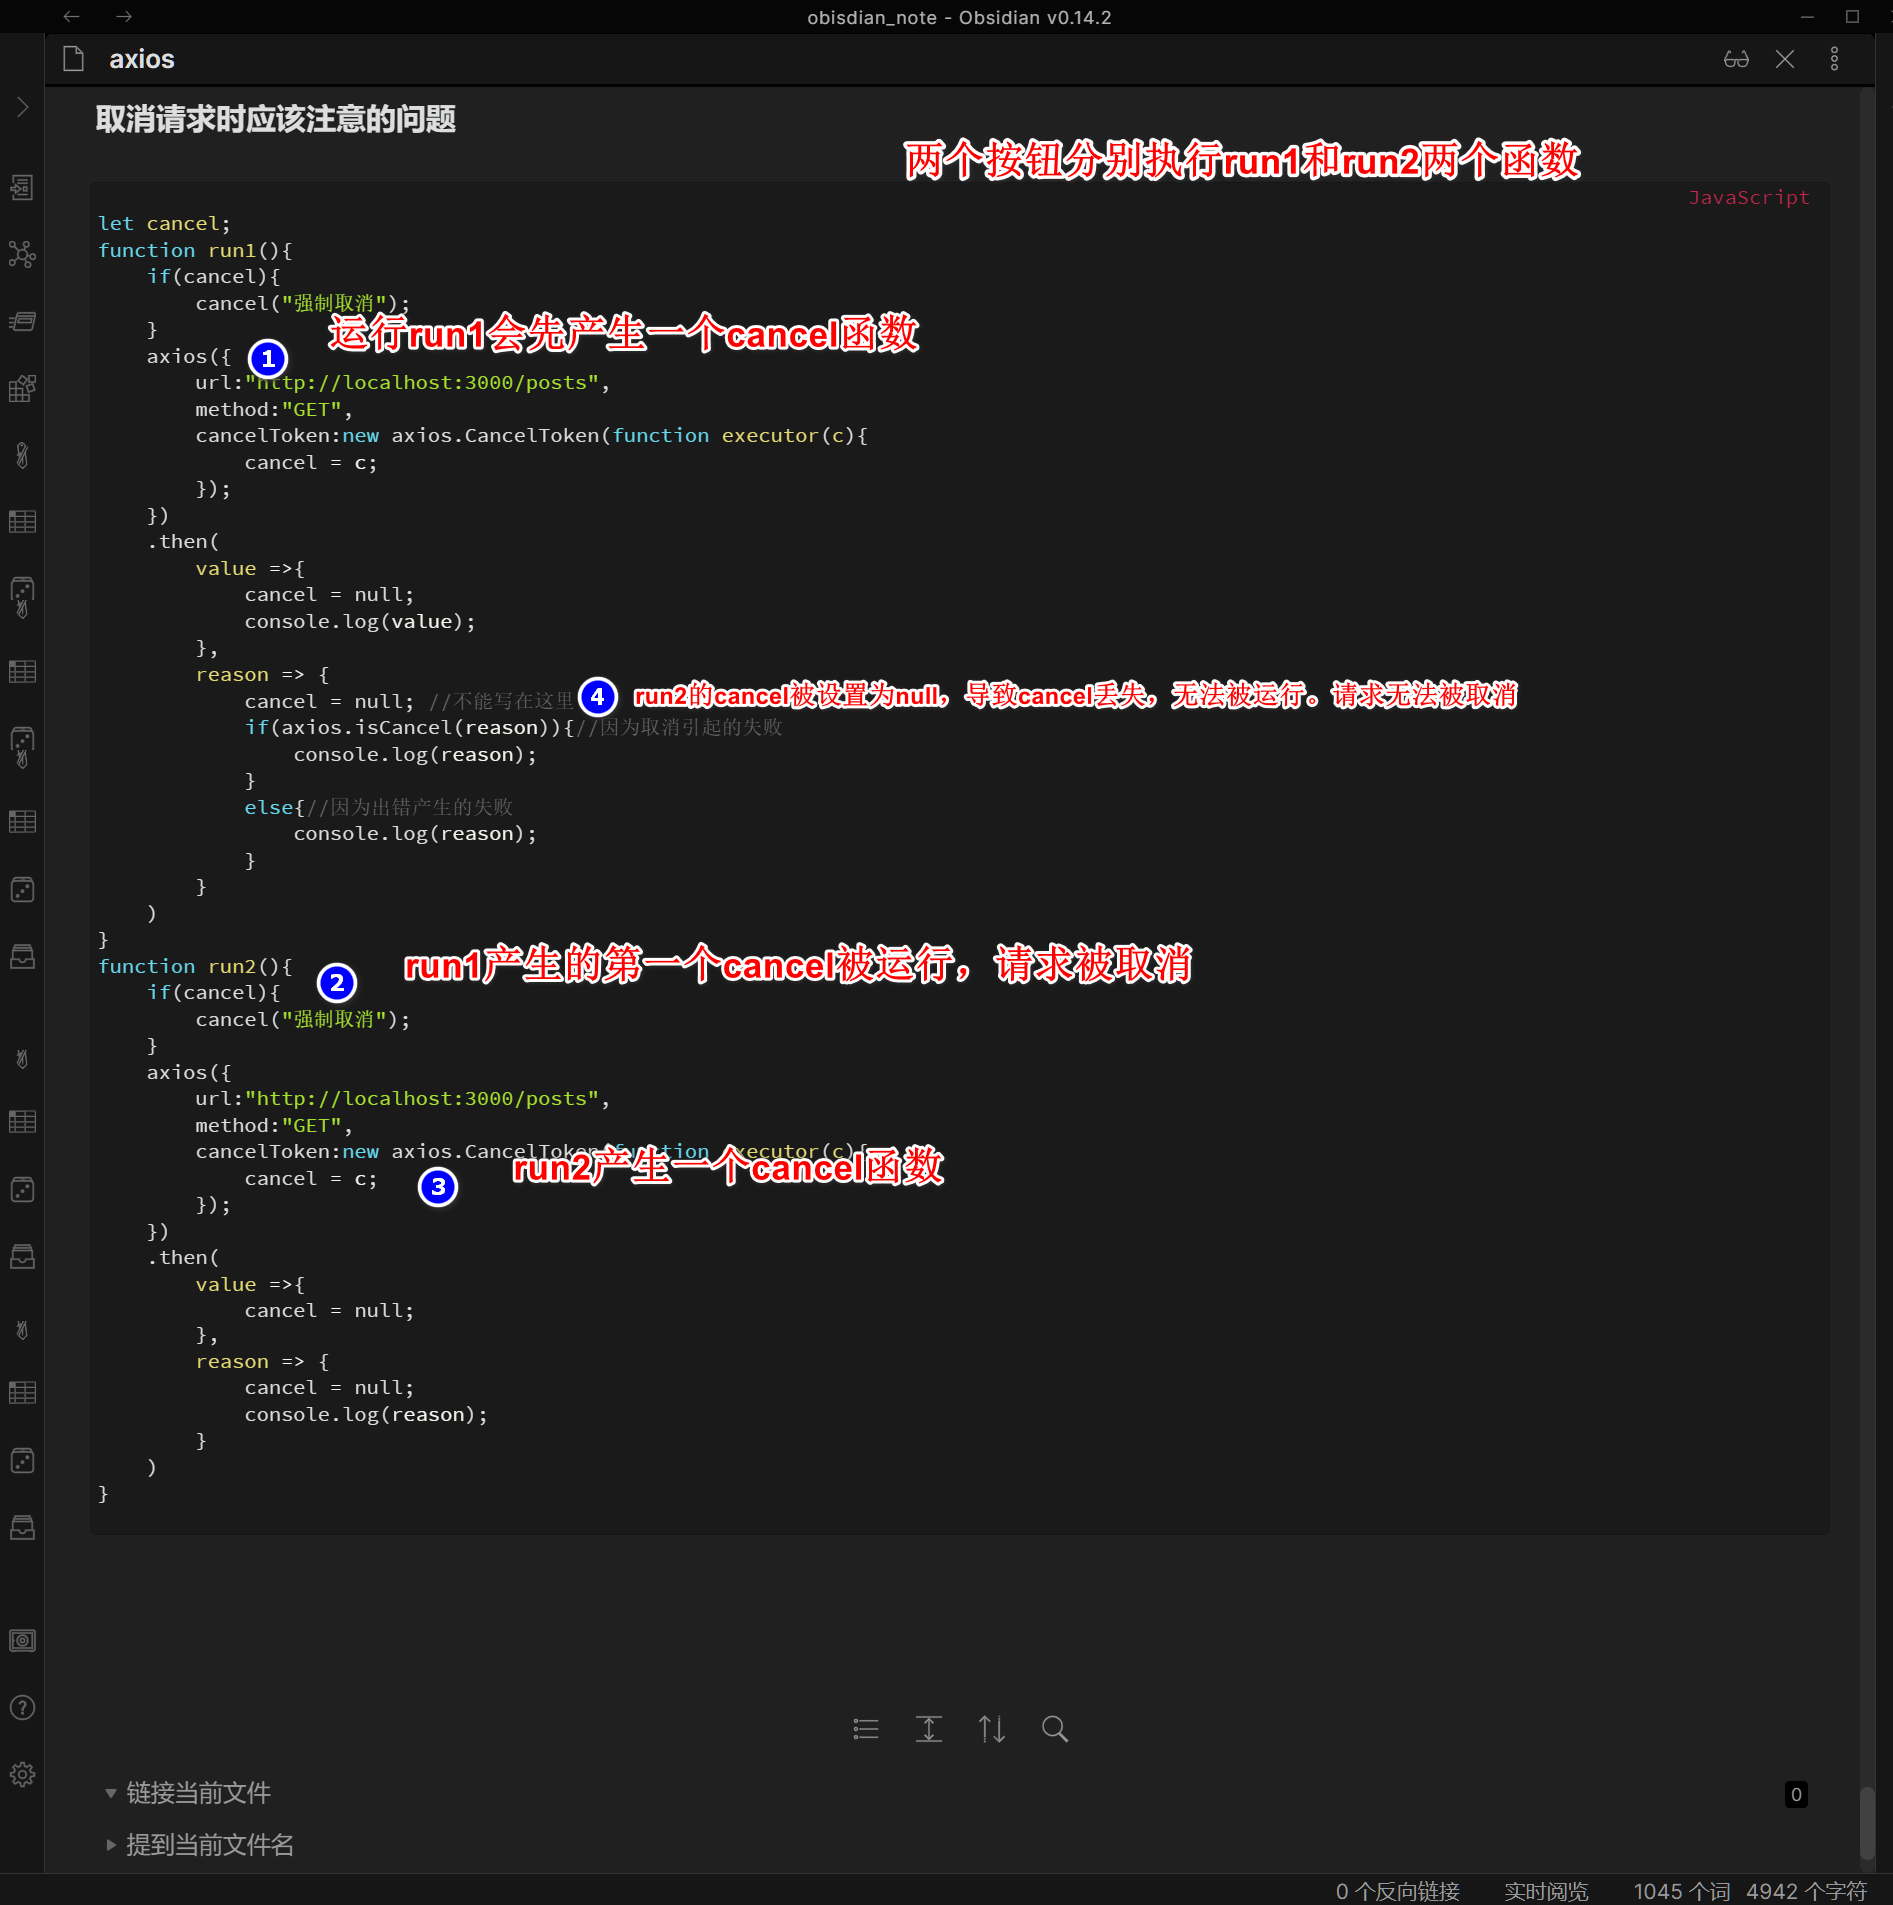 obisdian_note - Obsidian v0.14.2
axios
取消请求时应该注意的问题
两个按钮分别执行run1和run2两个函数
JavaScript
let cancel;
function run1(){
    if(cancel){
        cancel("强制取消");
    }
运行run1会先产生一个cancel函数
    axios({
1
        url:"http://localhost:3000/posts",
        method:"GET",
        cancelToken:new axios.CancelToken(function executor(c){
            cancel = c;
        });
    })
    .then(
        value =>{
            cancel = null;
            console.log(value);
        },
        reason => {
            cancel = null; //不能写在这里
4
run2的cancel被设置为null，导致cancel丢失，无法被运行。请求无法被取消
            if(axios.isCancel(reason)){//因为取消引起的失败
                console.log(reason);
            }
            else{//因为出错产生的失败
                console.log(reason);
            }
        }
    )
}
function run2(){
run1产生的第一个cancel被运行，请求被取消
2
    if(cancel){
        cancel("强制取消");
    }
    axios({
        url:"http://localhost:3000/posts",
        method:"GET",
        cancelToken:new axios.CancelToken(function executor(c){
run2产生一个cancel函数
            cancel = c;
3
        });
    })
    .then(
        value =>{
            cancel = null;
        },
        reason => {
            cancel = null;
            console.log(reason);
        }
    )
}
链接当前文件
0
提到当前文件名
0 个反向链接 实时阅览 1045 个词 4942 个字符